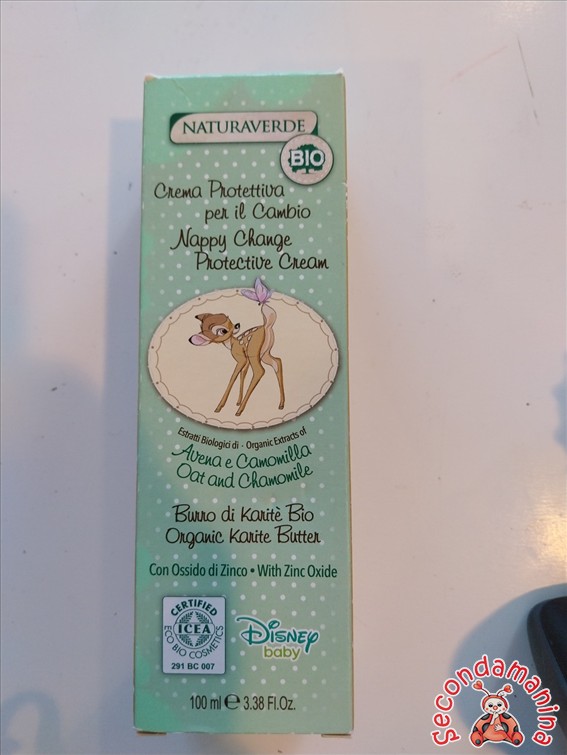 NATURAVERDE
BIO
Crema Protettiva
per il Cambio
Nappy Change
Protective Cream
Estratti Biologici di - Organic Extracts of
Avena e Camomilla
Oat and Chamomile
Burro di Karitè Bio
Organic Karite Butter
Con Ossido di Zinco • With Zinc Oxide
CERTIFIED
ICEA
ECO BIO COSMETICS
291 BC 007
Disney
baby
100 ml ℮ 3.38 Fl.Oz.
Secondamanina